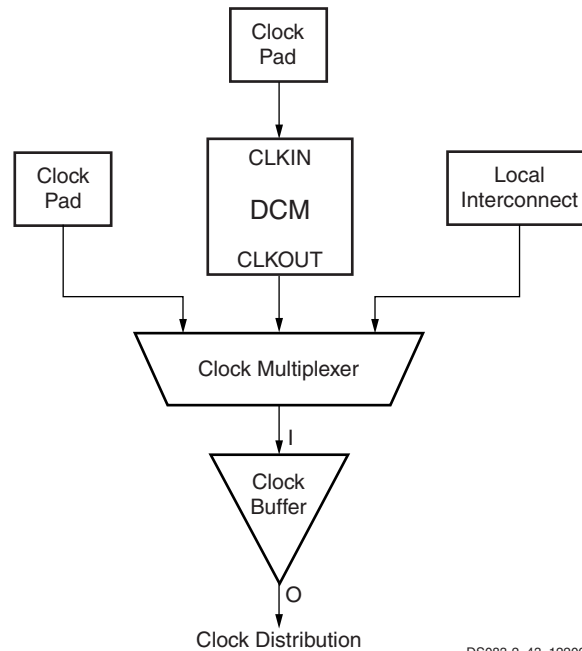 Clock
Pad
CLKIN
DCM
CLKOUT
Clock
Pad
Local
Interconnect
Clock Multiplexer
I
Clock
Buffer
O
Clock Distribution